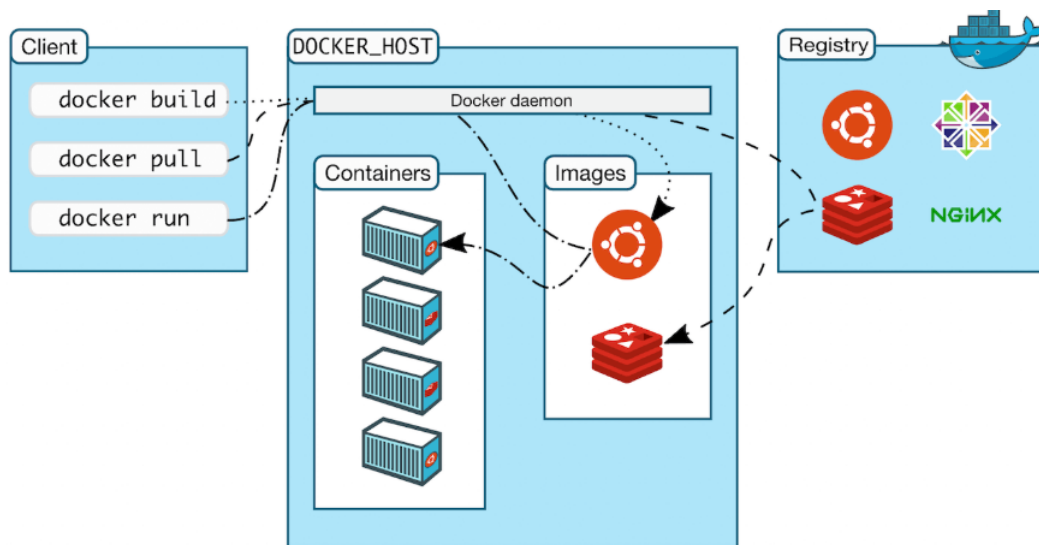 Client
docker build
docker pull
docker run
DOCKER_HOST
Docker daemon
Containers
Images
Registry
NGiNX